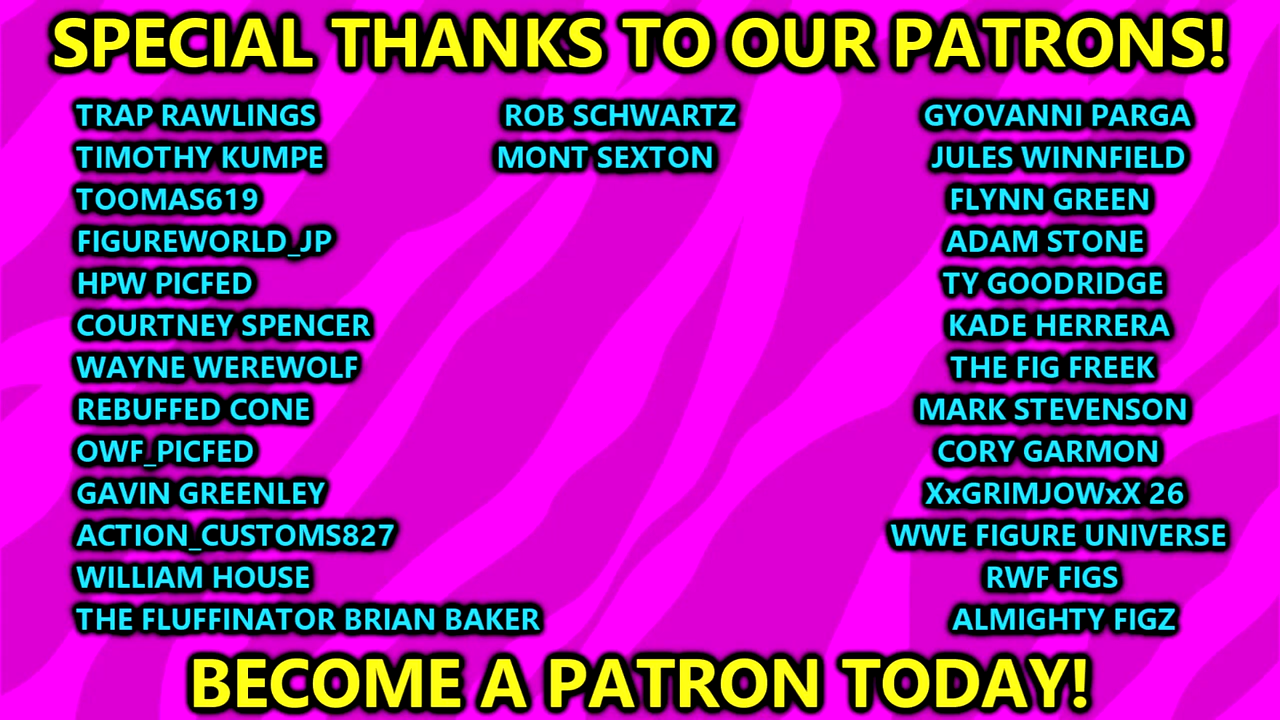 SPECIAL THANKS TO OUR PATRONS!
TRAP RAWLINGS
TIMOTHY KUMPE
TOOMAS619
FIGUREWORLD_JP
HPW PICFED
COURTNEY SPENCER
WAYNE WEREWOLF
REBUFFED CONE
OWF_PICFED
GAVIN GREENLEY
ACTION_CUSTOMS827
WILLIAM HOUSE
THE FLUFFINATOR BRIAN BAKER
ROB SCHWARTZ
MONT SEXTON
GYOVANNI PARGA
JULES WINNFIELD
FLYNN GREEN
ADAM STONE
TY GOODRIDGE
KADE HERRERA
THE FIG FREEK
MARK STEVENSON
CORY GARMON
XxGRIMJOWxX 26
WWE FIGURE UNIVERSE
RWF FIGS
ALMIGHTY FIGZ
BECOME A PATRON TODAY!